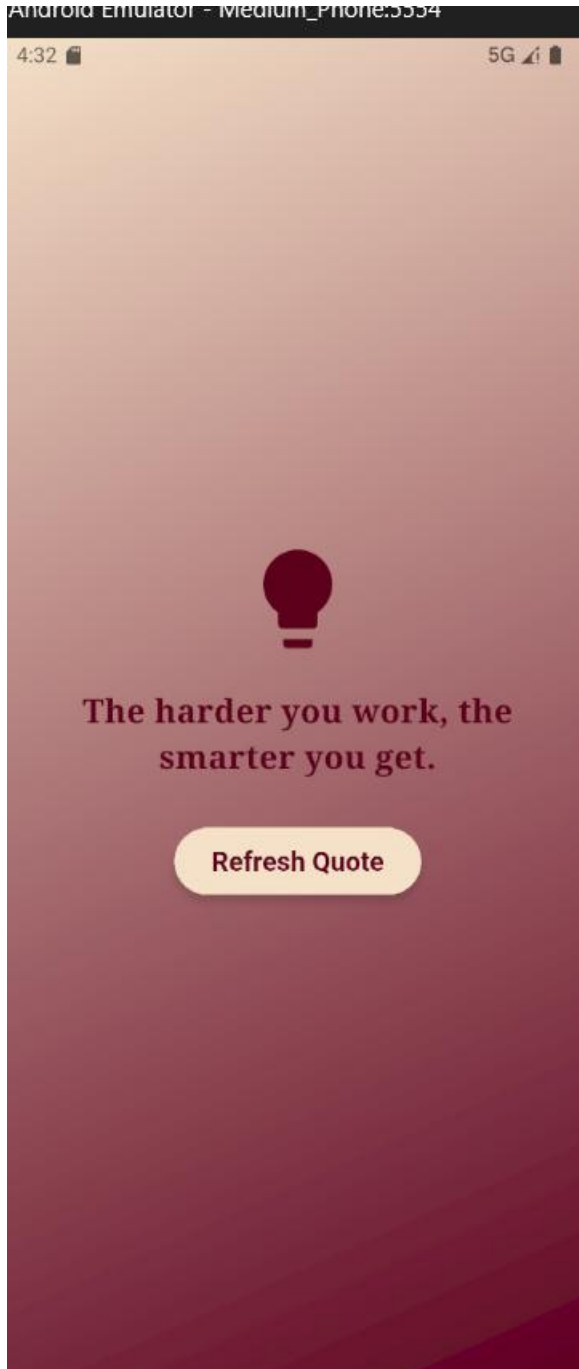 Android Emulator - Medium_Phone:5554
4:32 5G
The harder you work, the
smarter you get.
Refresh Quote